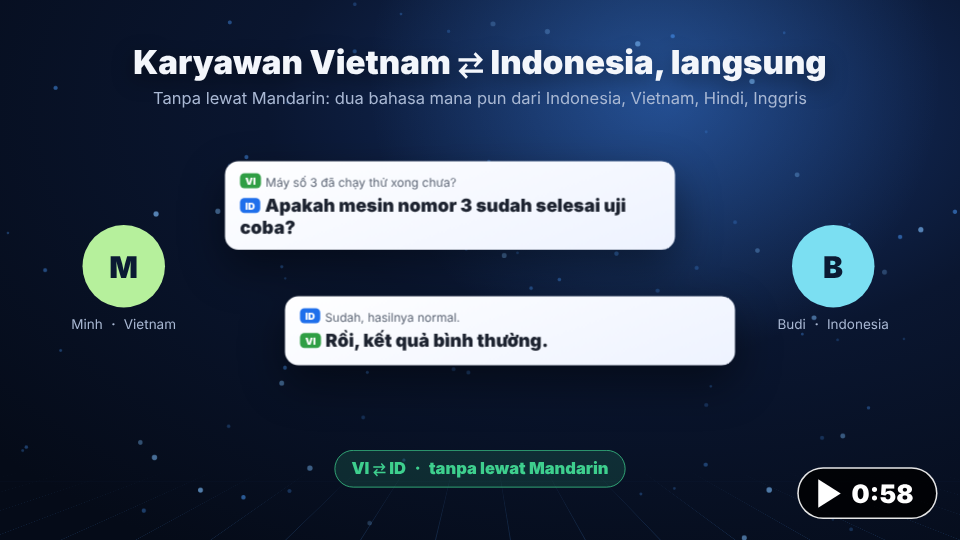 Karyawan Vietnam ⇄ Indonesia, langsung
Tanpa lewat Mandarin: dua bahasa mana pun dari Indonesia, Vietnam, Hindi, Inggris
VI Máy số 3 đã chạy thử xong chưa?
ID Apakah mesin nomor 3 sudah selesai uji
coba?
M
Minh · Vietnam
B
Budi · Indonesia
ID Sudah, hasilnya normal.
VI Rồi, kết quả bình thường.
VI ⇄ ID · tanpa lewat Mandarin
0:58